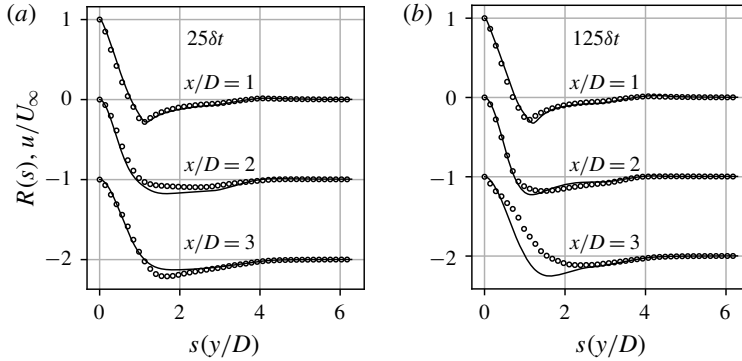 (a)
25δt
x/D = 1
x/D = 2
x/D = 3
1
0
−1
−2
0
2
4
6
R(s), u/U∞
s(y/D)
(b)
125δt
x/D = 1
x/D = 2
x/D = 3
1
0
−1
−2
0
2
4
6
s(y/D)